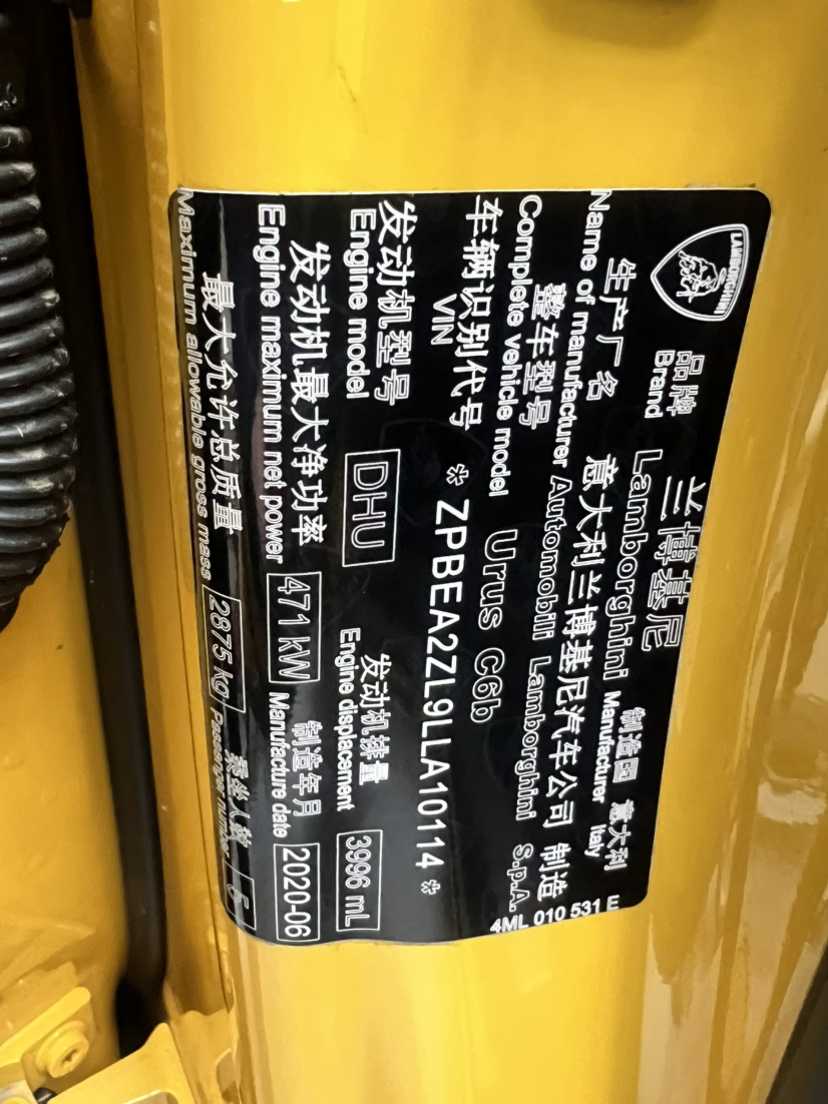 LAMBORGHINI
品牌 兰博基尼 制造国 意大利
Brand Lamborghini Manufacturer Italy
生产厂名 意大利兰博基尼汽车公司 制造
Name of manufacturer Automobili Lamborghini S.p.A.
整车型号
Complete vehicle model Urus C6b
车辆识别代号
VIN
* ZPBEA2ZL9LLA10114 *
发动机型号 DHU 发动机排量 3996 mL
Engine model Engine displacement
发动机最大净功率 471 kW 制造年月 2020-06
Engine maximum net power Manufacture date
最大允许总质量 2875 kg 乘坐人数 5
Maximum allowable gross mass Passenger number
4ML 010 531 E